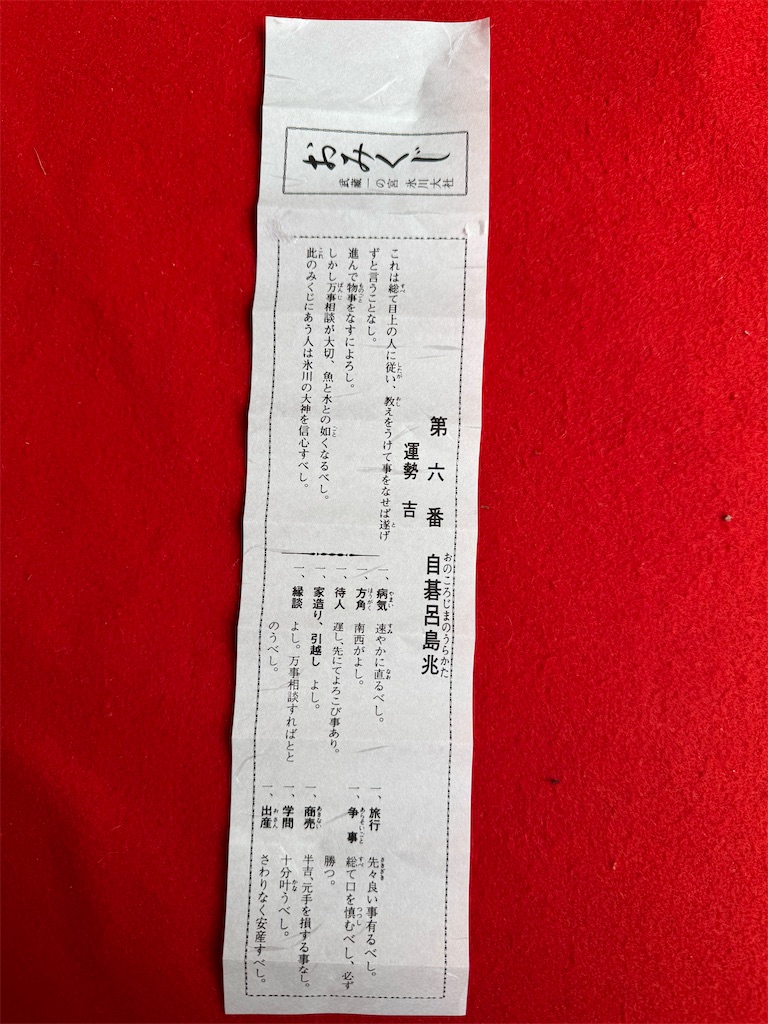 おみくじ
武蔵一の宮 氷川大社
第六番 自碁呂島兆
おのころじまのうらかた
運勢 吉
これは総て目上の人に従い、教えをうけて事をなせば遂げ
ずと言うことなし。
進んで物事をなすによろし。
しかし万事相談が大切、魚と水との如くなるべし。
此のみくじにあう人は氷川の大神を信心すべし。
一、病気 速やかに直るべし。
一、方角 南西がよし。
一、待人 遅し、先にてよろこび事あり。
一、家造り、引越し よし。
一、縁談 よし。万事相談すればとと
のうべし。
一、旅行 先々良い事有るべし。
一、争事 総て口を慎むべし、必ず
勝つ。
一、商売 半吉、元手を損する事なし。
一、学問 十分叶うべし。
一、出産 さわりなく安産すべし。